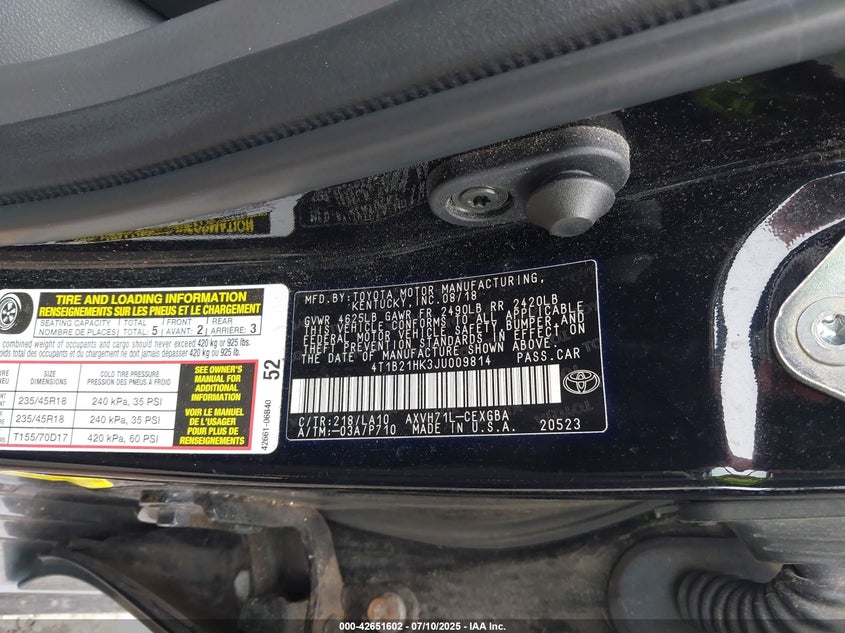 TIRE AND LOADING INFORMATION
RENSEIGNEMENTS SUR LES PNEUS ET LE CHARGEMENT
SEATING CAPACITY
NOMBRE DE PLACES
TOTAL
TOTAL: 5
FRONT
AVANT: 2
REAR
ARRIÈRE: 3
combined weight of occupants and cargo should never exceed 420 kg or 925 lbs.
poids total des occupants et du chargement ne doit jamais dépasser 420 kg ou 925 lb.
SIZE
DIMENSIONS
COLD TIRE PRESSURE
PRESSION DES PNEUS À FROID
235/45R18
240 kPa, 35 PSI
235/45R18
240 kPa, 35 PSI
T155/70D17
420 kPa, 60 PSI
SEE OWNER'S
MANUAL FOR
ADDITIONAL
INFORMATION
VOIR LE MANUEL
DE L'USAGER
POUR PLUS DE
RENSEIGNEMENTS
52
42661-06B40
MFD.BY:TOYOTA MOTOR MANUFACTURING,
KENTUCKY, INC.08/18
GVWR 4625LB GAWR FR 2490LB RR 2420LB
THIS VEHICLE CONFORMS TO ALL APPLICABLE
FEDERAL MOTOR VEHICLE SAFETY, BUMPER AND
THEFT PREVENTION STANDARDS IN EFFECT ON
THE DATE OF MANUFACTURE SHOWN ABOVE.
4T1B21HK3JU009814 PASS.CAR
C/TR:218/LA10 AXVH71L-CEXGBA
A/TM:-03A7P710 MADE IN U.S.A. 20523
TOYOTA
000-42651602 - 07/10/2025 - IAA Inc.